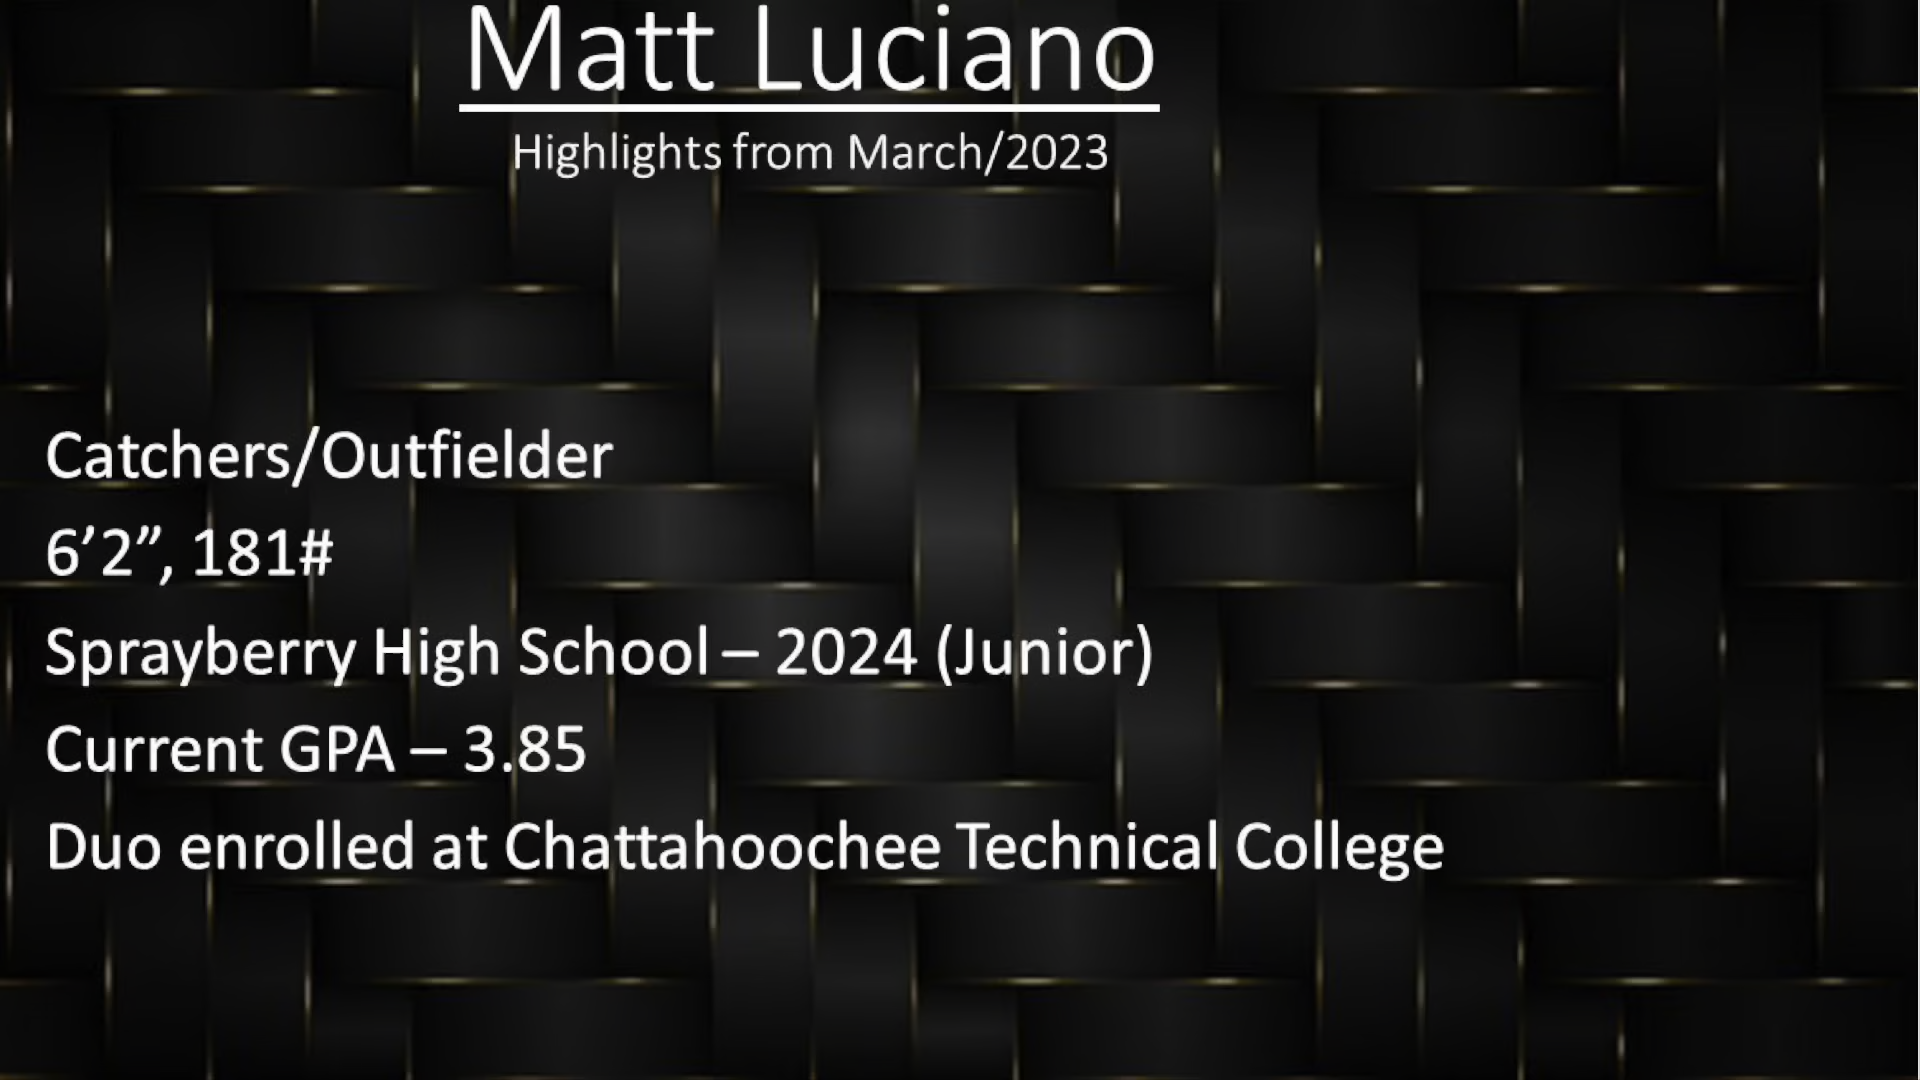 Matt Luciano
Highlights from March/2023
Catchers/Outfielder
6’2”, 181#
Sprayberry High School – 2024 (Junior)
Current GPA – 3.85
Duo enrolled at Chattahoochee Technical College